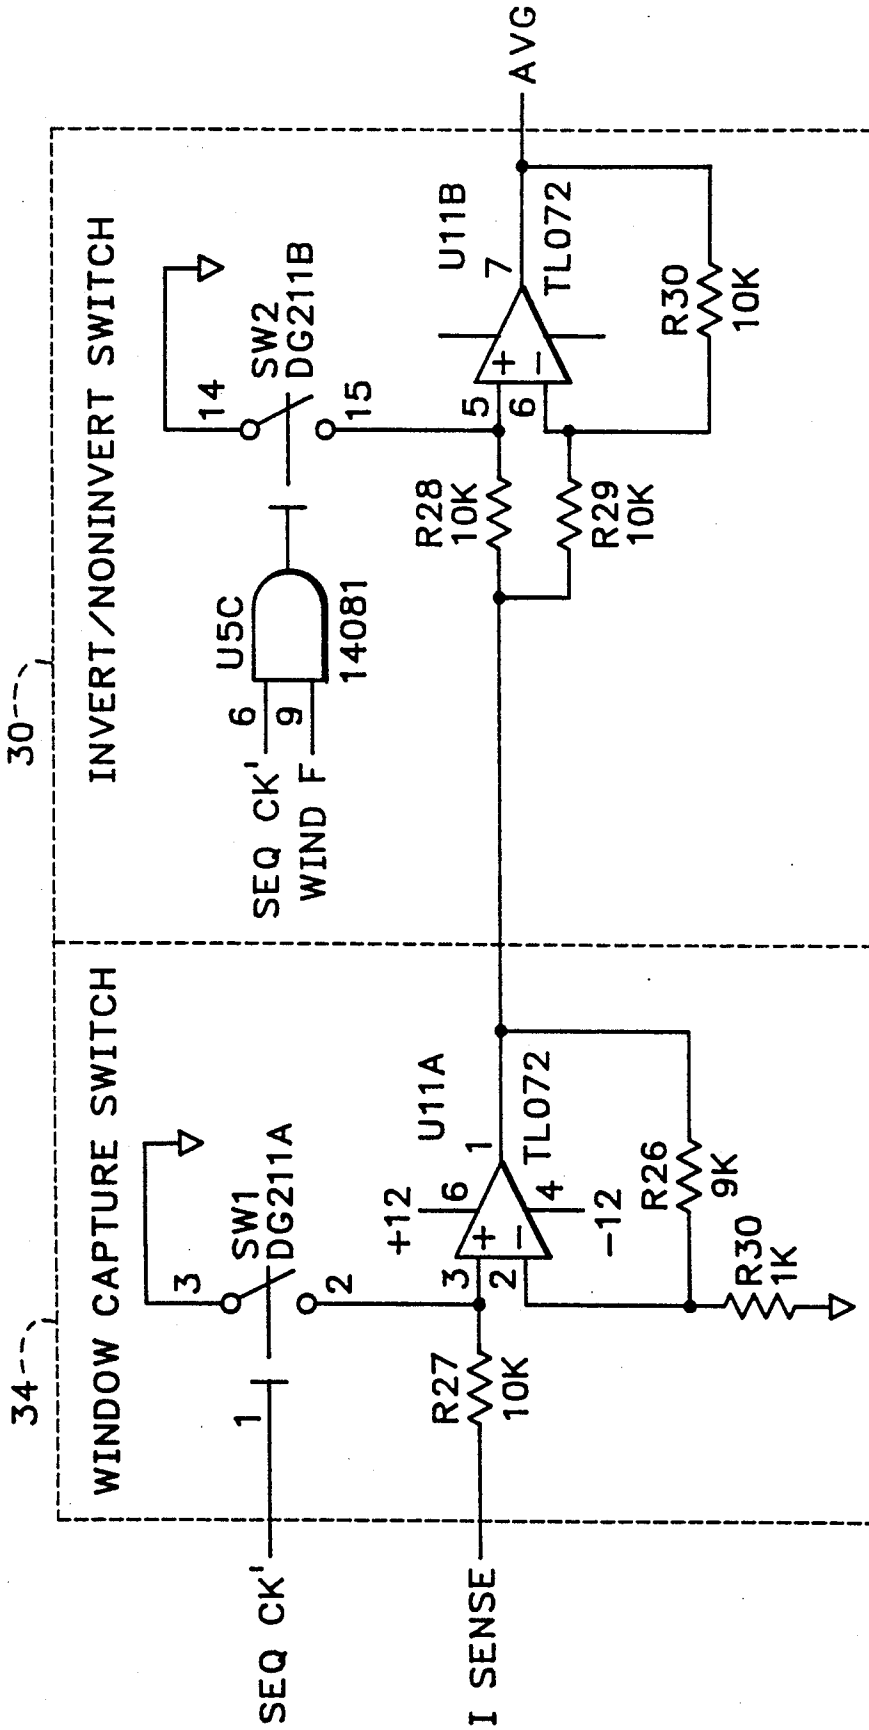 34
WINDOW CAPTURE SWITCH
SEQ CK'
1
3
SW1
DG211A
2
I SENSE
R27
10K
+12
6
3
2
+
−
1
U11A
TL072
4
−12
R26
9K
R30
1K
30
INVERT/NONINVERT SWITCH
SEQ CK'
WIND F
6
9
U5C
14081
14
SW2
DG211B
15
R28
10K
R29
10K
5
6
+
−
7
U11B
TL072
R30
10K
AVG